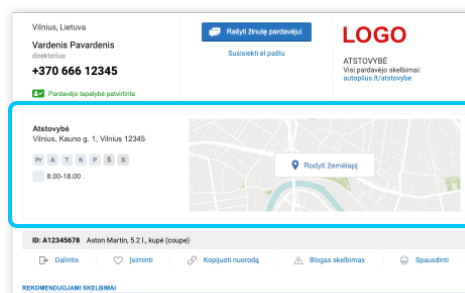 Vilnius, Lietuva
Vardenis Pavardenis
direktorius
+370 666 12345
Pardavėjo tapatybė patvirtinta
Rašyti žinutę pardavėjui
Susisiekti el.paštu
LOGO
ATSTOVYBĖ
Visi pardavėjo skelbimai:
autoplius.lt/atstovybe
Atstovybė
Vilnius, Kauno g. 1, Vilnius 12345
Pr A T K P Š S
8.00-18.00 .
Rodyti žemėlapį
ID: A12345678 Aston Martin, 5.2 l., kupė (coupe)
Dalintis Įsiminti Kopijuoti nuorodą Blogas skelbimas Spausdinti
REKOMENDUOJAMI SKELBIMAI